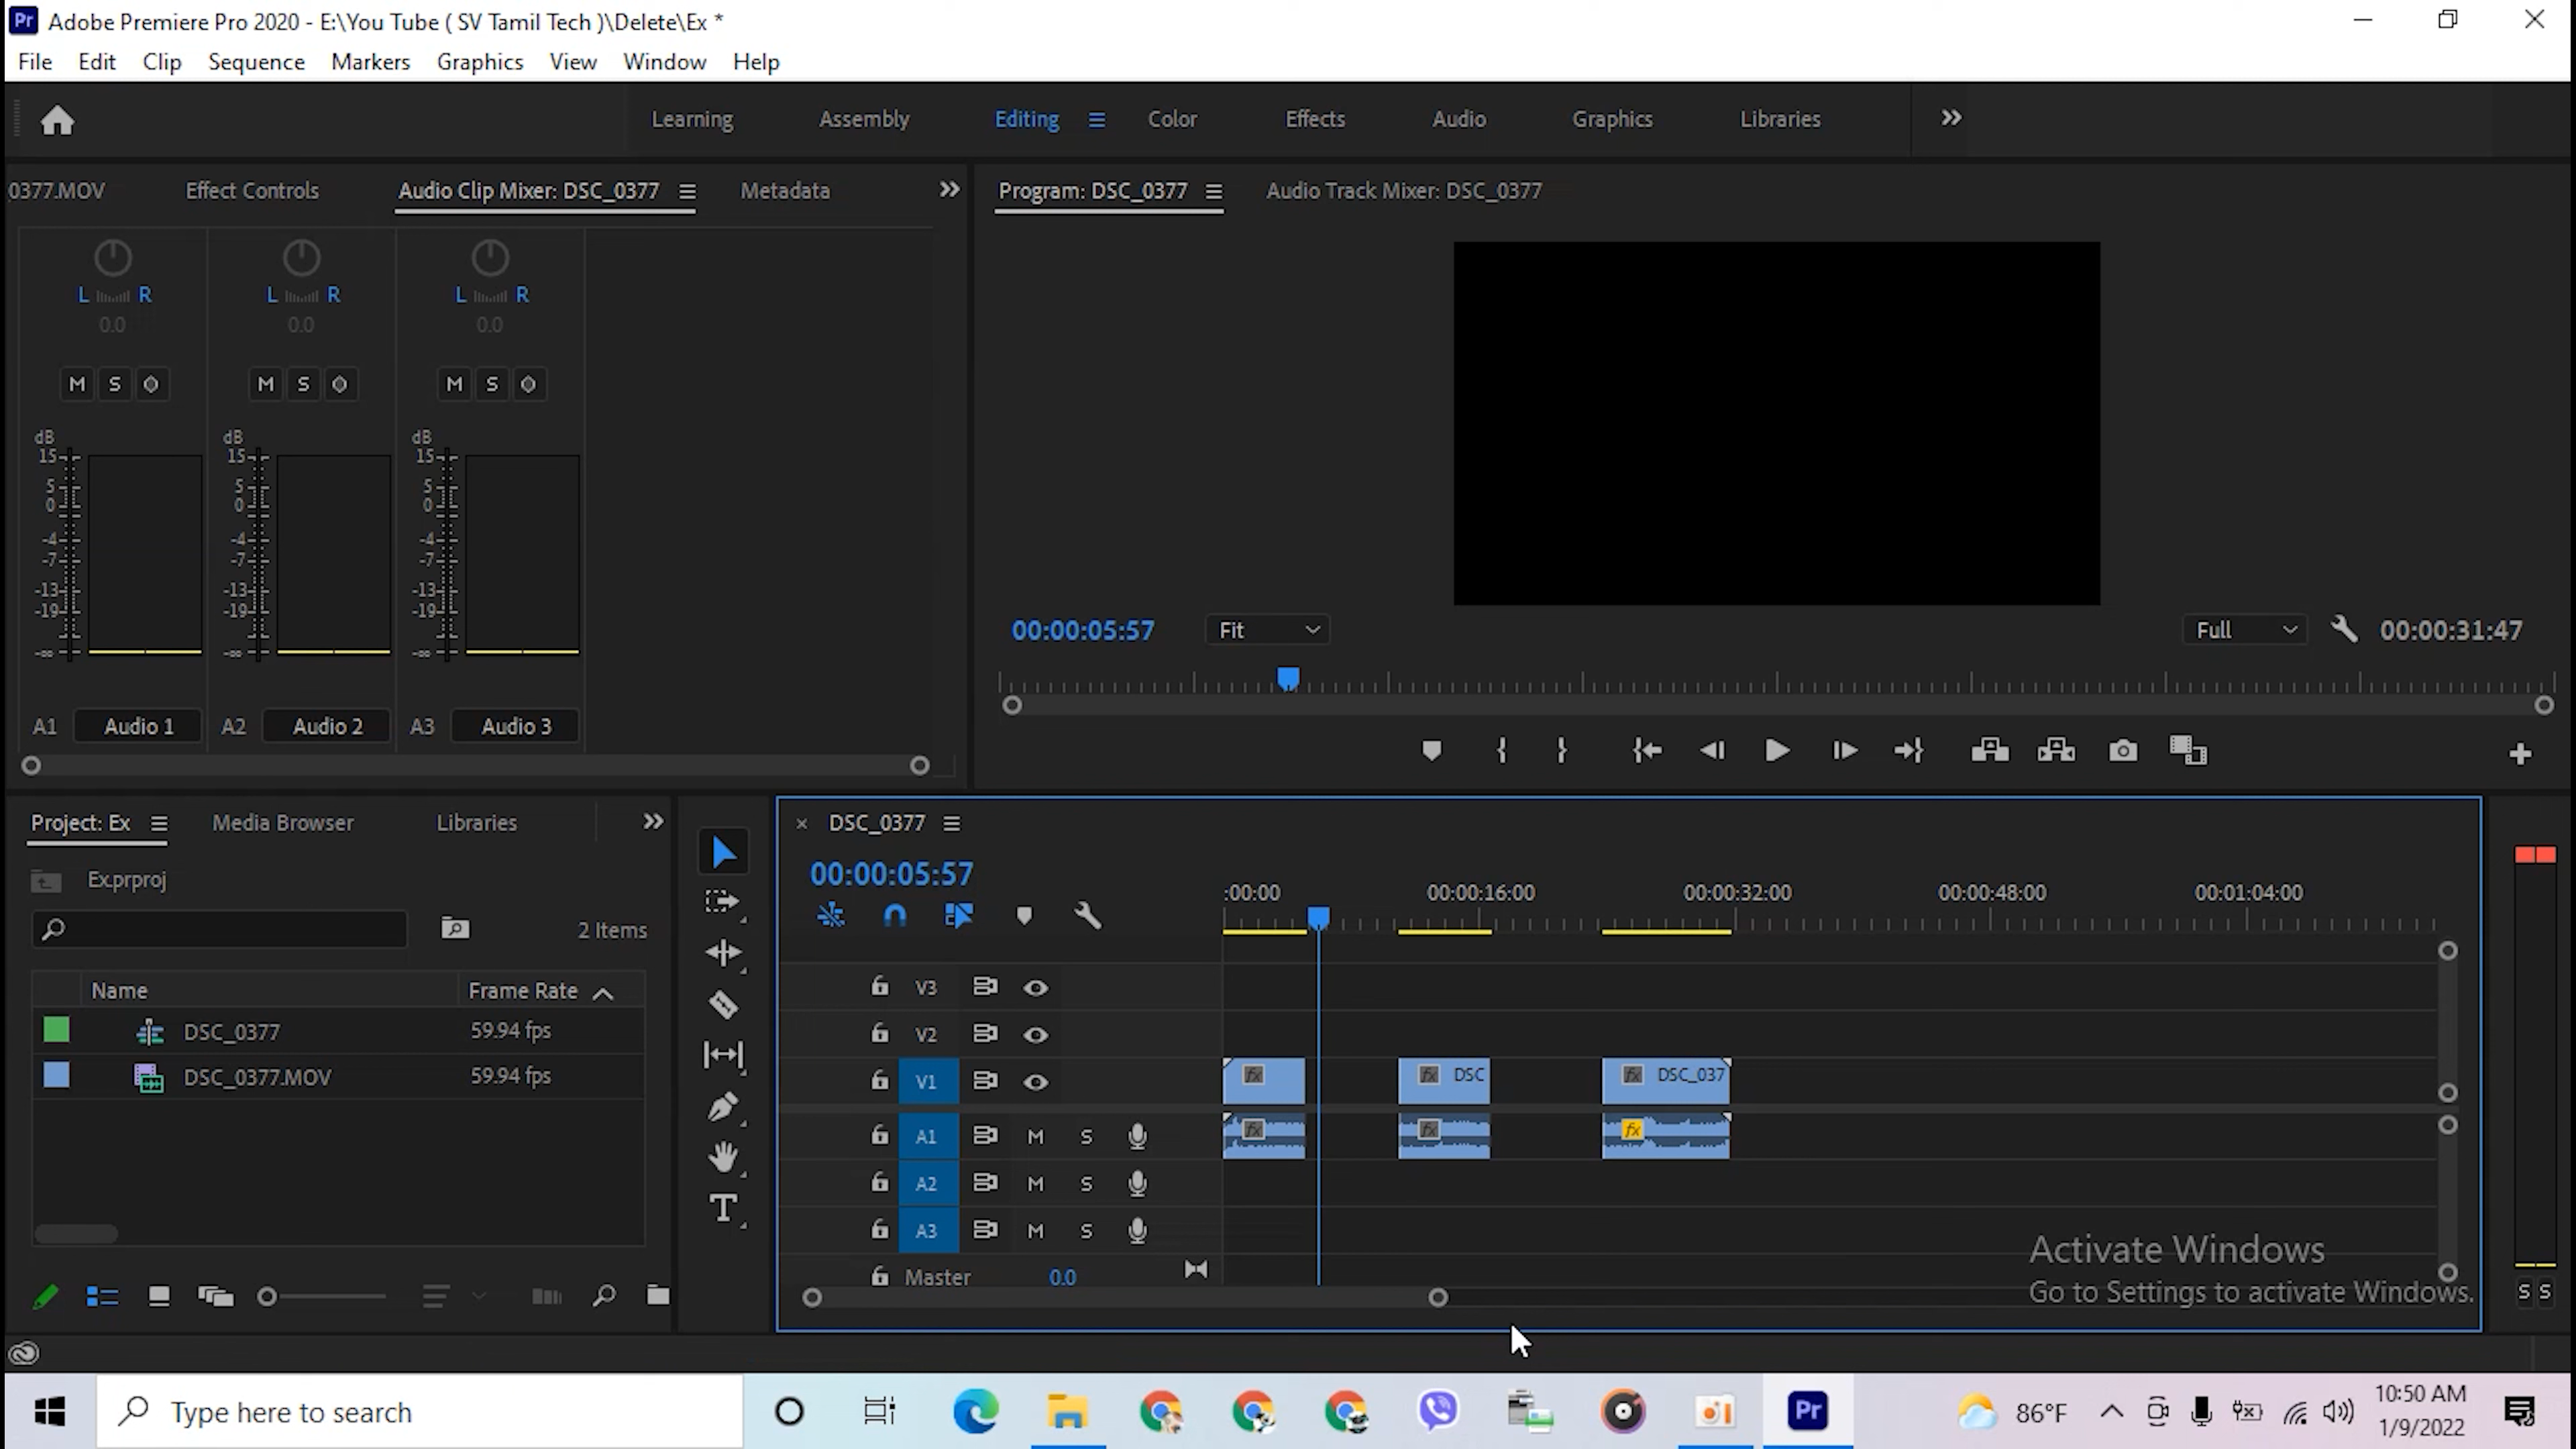 Pr Adobe Premiere Pro 2020 - E:\You Tube ( SV Tamil Tech )\Delete\Ex *
File Edit Clip Sequence Markers Graphics View Window Help
Learning Assembly Editing Color Effects Audio Graphics Libraries
0377.MOV Effect Controls Audio Clip Mixer: DSC_0377 Metadata
Program: DSC_0377 Audio Track Mixer: DSC_0377
L R L R L R
0.0 0.0 0.0
M S M S M S
dB dB dB
15 15 15
5 5 5
0 0 0
-4 -4 -4
-7 -7 -7
-13 -13 -13
-19 -19 -19
-∞ -∞ -∞
A1 Audio 1 A2 Audio 2 A3 Audio 3
00:00:05:57 Fit Full 00:00:31:47
Project: Ex Media Browser Libraries
Ex.prproj
2 Items
Name Frame Rate
DSC_0377 59.94 fps
DSC_0377.MOV 59.94 fps
T
× DSC_0377
00:00:05:57
:00:00 00:00:16:00 00:00:32:00 00:00:48:00 00:01:04:00
V3
V2
V1 fx fx DSC fx DSC_037
A1 M S fx fx fx
A2 M S
A3 M S
Master 0.0
S S
Activate Windows
Go to Settings to activate Windows.
Type here to search
Pr
86°F
10:50 AM
1/9/2022